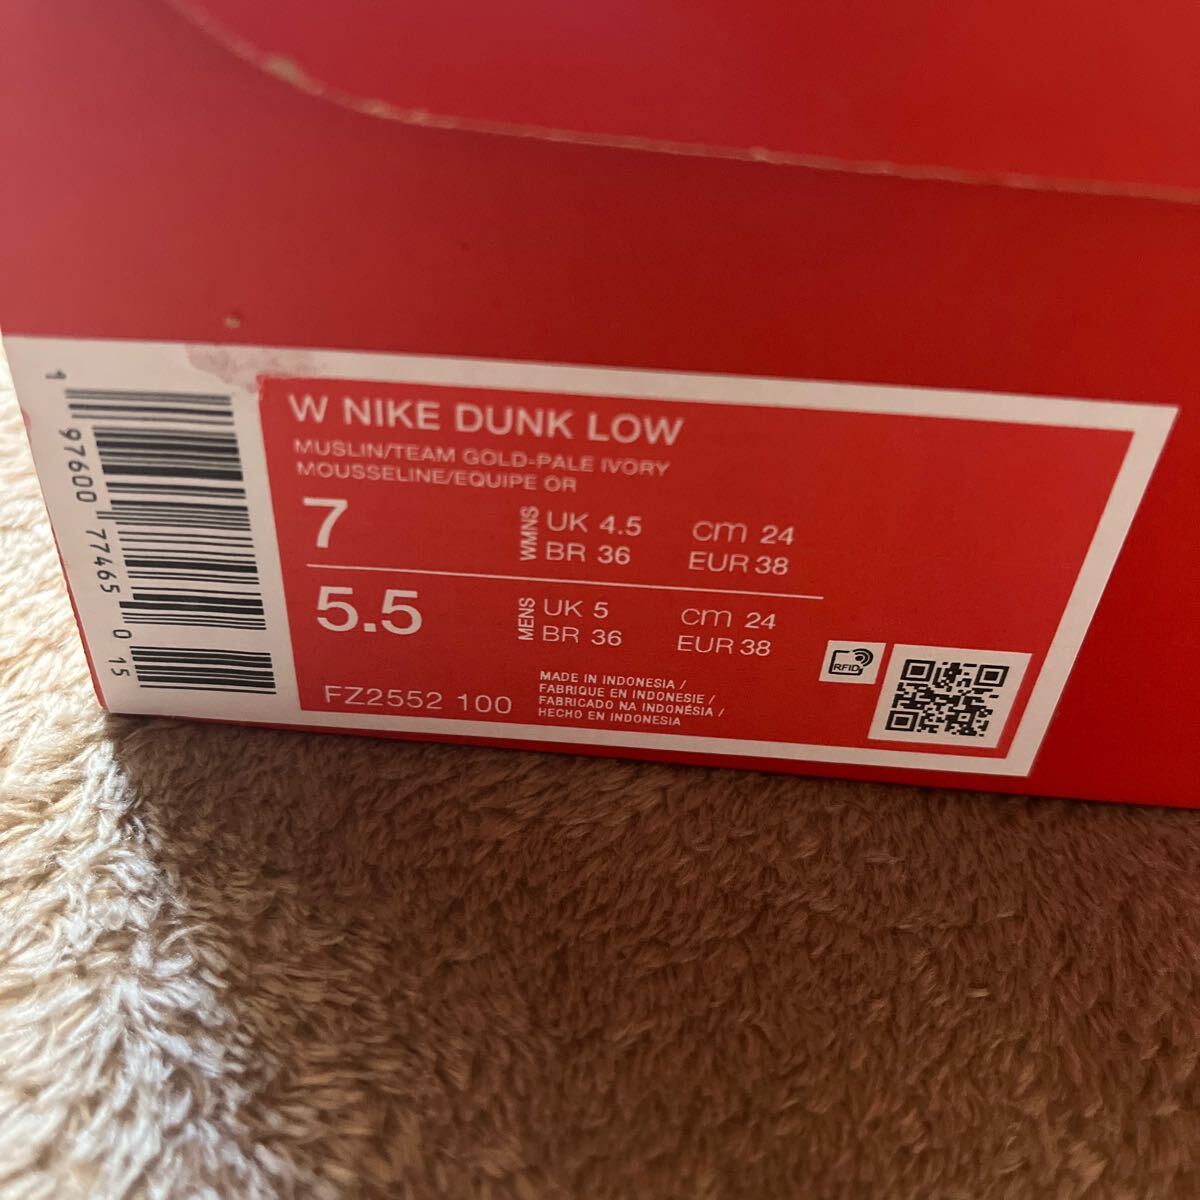 W NIKE DUNK LOW
MUSLIN/TEAM GOLD-PALE IVORY
MOUSSELINE/EQUIPE OR
7
WMNS
UK 4.5
cm 24
BR 36
EUR 38
5.5
MENS
UK 5
cm 24
BR 36
EUR 38
FZ2552 100
MADE IN INDONESIA /
FABRIQUE EN INDONESIE /
FABRICADO NA INDONÉSIA /
HECHO EN INDONESIA
RFID
1 97600 77465 0 15